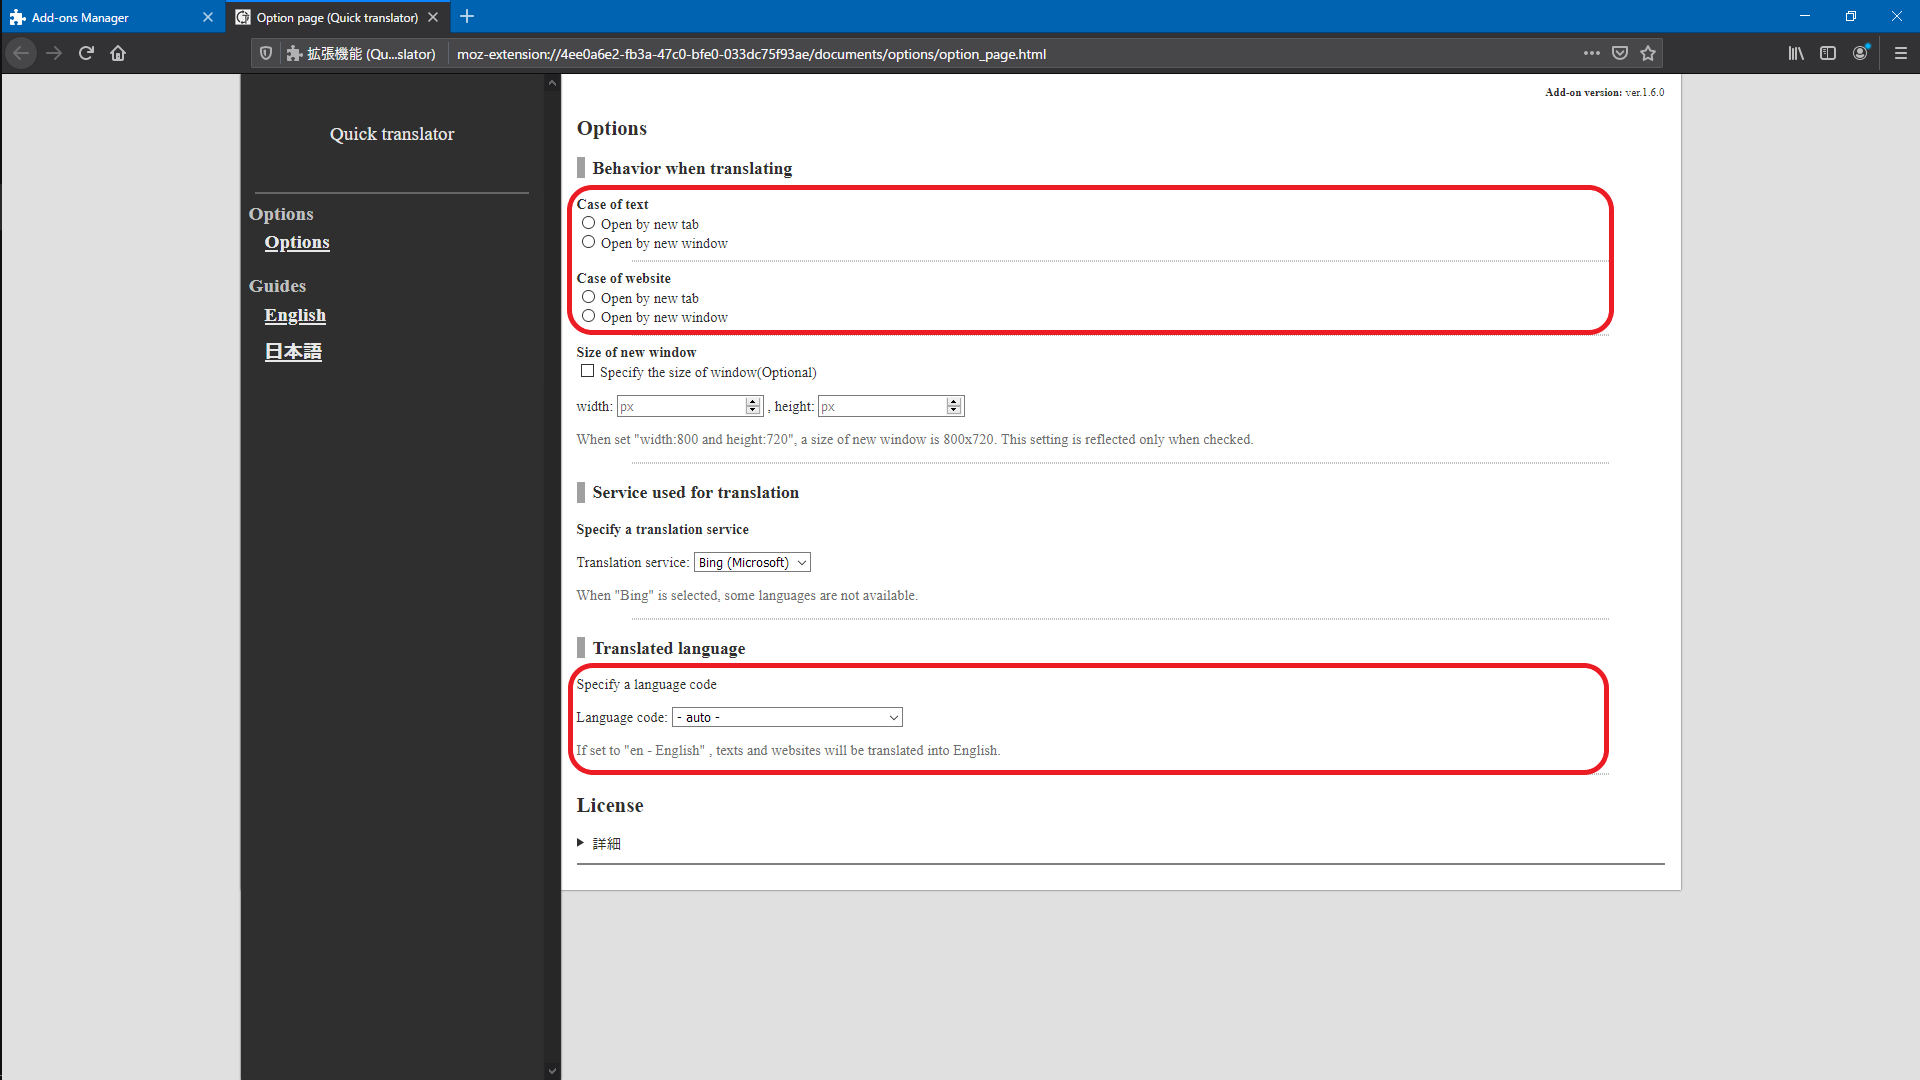 Add-ons Manager
Option page (Quick translator)
拡張機能 (Qu...slator)
moz-extension://4ee0a6e2-fb3a-47c0-bfe0-033dc75f93ae/documents/options/option_page.html
Quick translator
Options
Options
Guides
English
日本語
Add-on version: ver.1.6.0
Options
Behavior when translating
Case of text
Open by new tab
Open by new window
Case of website
Open by new tab
Open by new window
Size of new window
Specify the size of window(Optional)
width: px , height: px
When set "width:800 and height:720", a size of new window is 800x720. This setting is reflected only when checked.
Service used for translation
Specify a translation service
Translation service: Bing (Microsoft)
When "Bing" is selected, some languages are not available.
Translated language
Specify a language code
Language code: - auto -
If set to "en - English" , texts and websites will be translated into English.
License
詳細